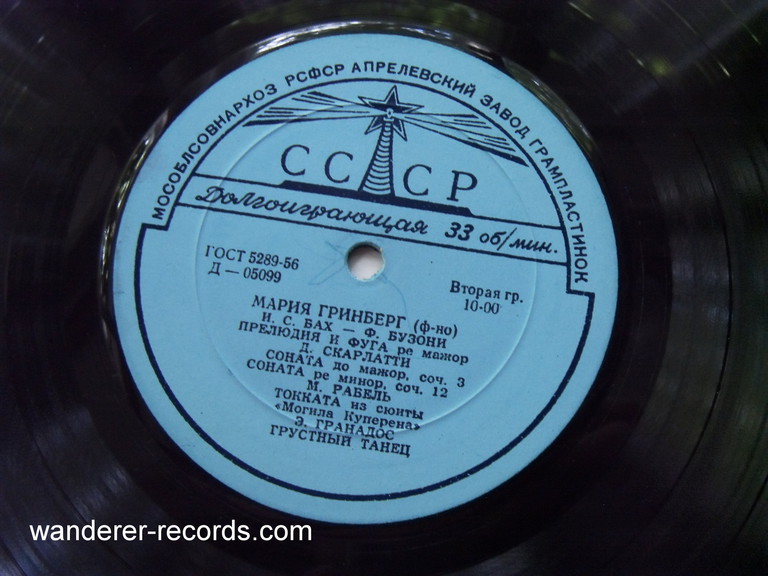 МОСОБЛСОВНАРХОЗ РСФСР АПРЕЛЕВСКИЙ ЗАВОД ГРАМПЛАСТИНОК
СССР
Долгоиграющая 33 об/мин.
ГОСТ 5289-56
Д — 05099
Вторая гр.
10-00
МАРИЯ ГРИНБЕРГ (ф-но)
И. С. БАХ — Ф. БУЗОНИ
ПРЕЛЮДИЯ И ФУГА ре мажор
Д. СКАРЛАТТИ
СОНАТА до мажор, соч. 3
СОНАТА ре минор, соч. 12
М. РАВЕЛЬ
ТОККАТА из сюиты
«Могила Куперена»
Э. ГРАНАДОС
ГРУСТНЫЙ ТАНЕЦ
wanderer-records.com